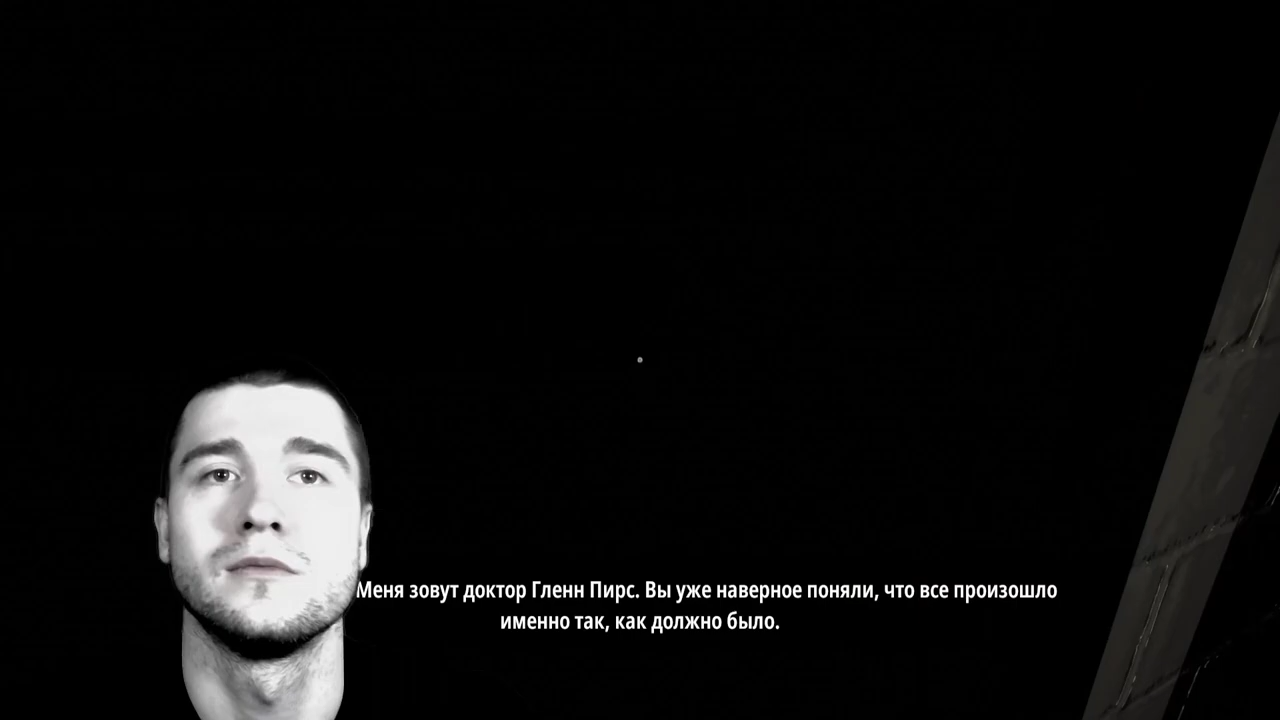 Меня зовут доктор Гленн Пирс. Вы уже наверное поняли, что все произошло
именно так, как должно было.